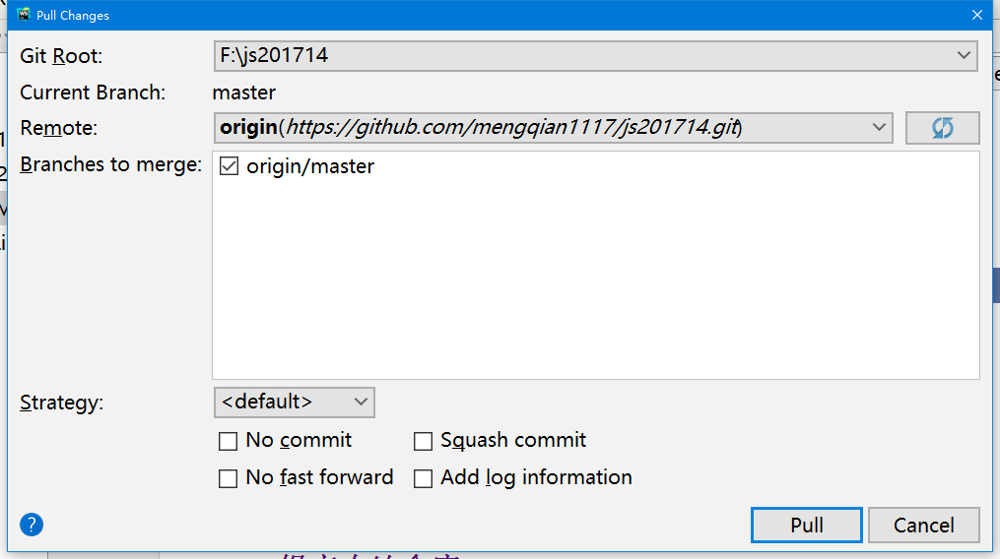 Pull Changes
Git Root: F:\js201714
Current Branch: master
Remote: origin(https://github.com/mengqian1117/js201714.git)
Branches to merge: origin/master
Strategy: <default>
No commit Squash commit
No fast forward Add log information
? Pull Cancel